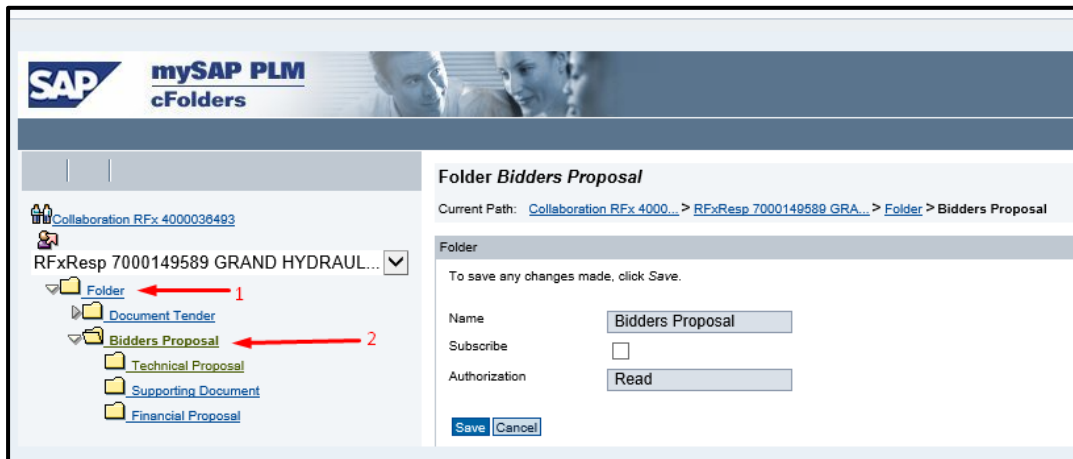 SAP
mySAP PLM
cFolders
Collaboration RFx 4000036493
RFxResp 7000149589 GRAND HYDRAUL...
Folder
1
Document Tender
Bidders Proposal
2
Technical Proposal
Supporting Document
Financial Proposal
Folder Bidders Proposal
Current Path: Collaboration RFx 4000... > RFxResp 7000149589 GRA... > Folder > Bidders Proposal
Folder
To save any changes made, click Save.
Name Bidders Proposal
Subscribe
Authorization Read
Save Cancel